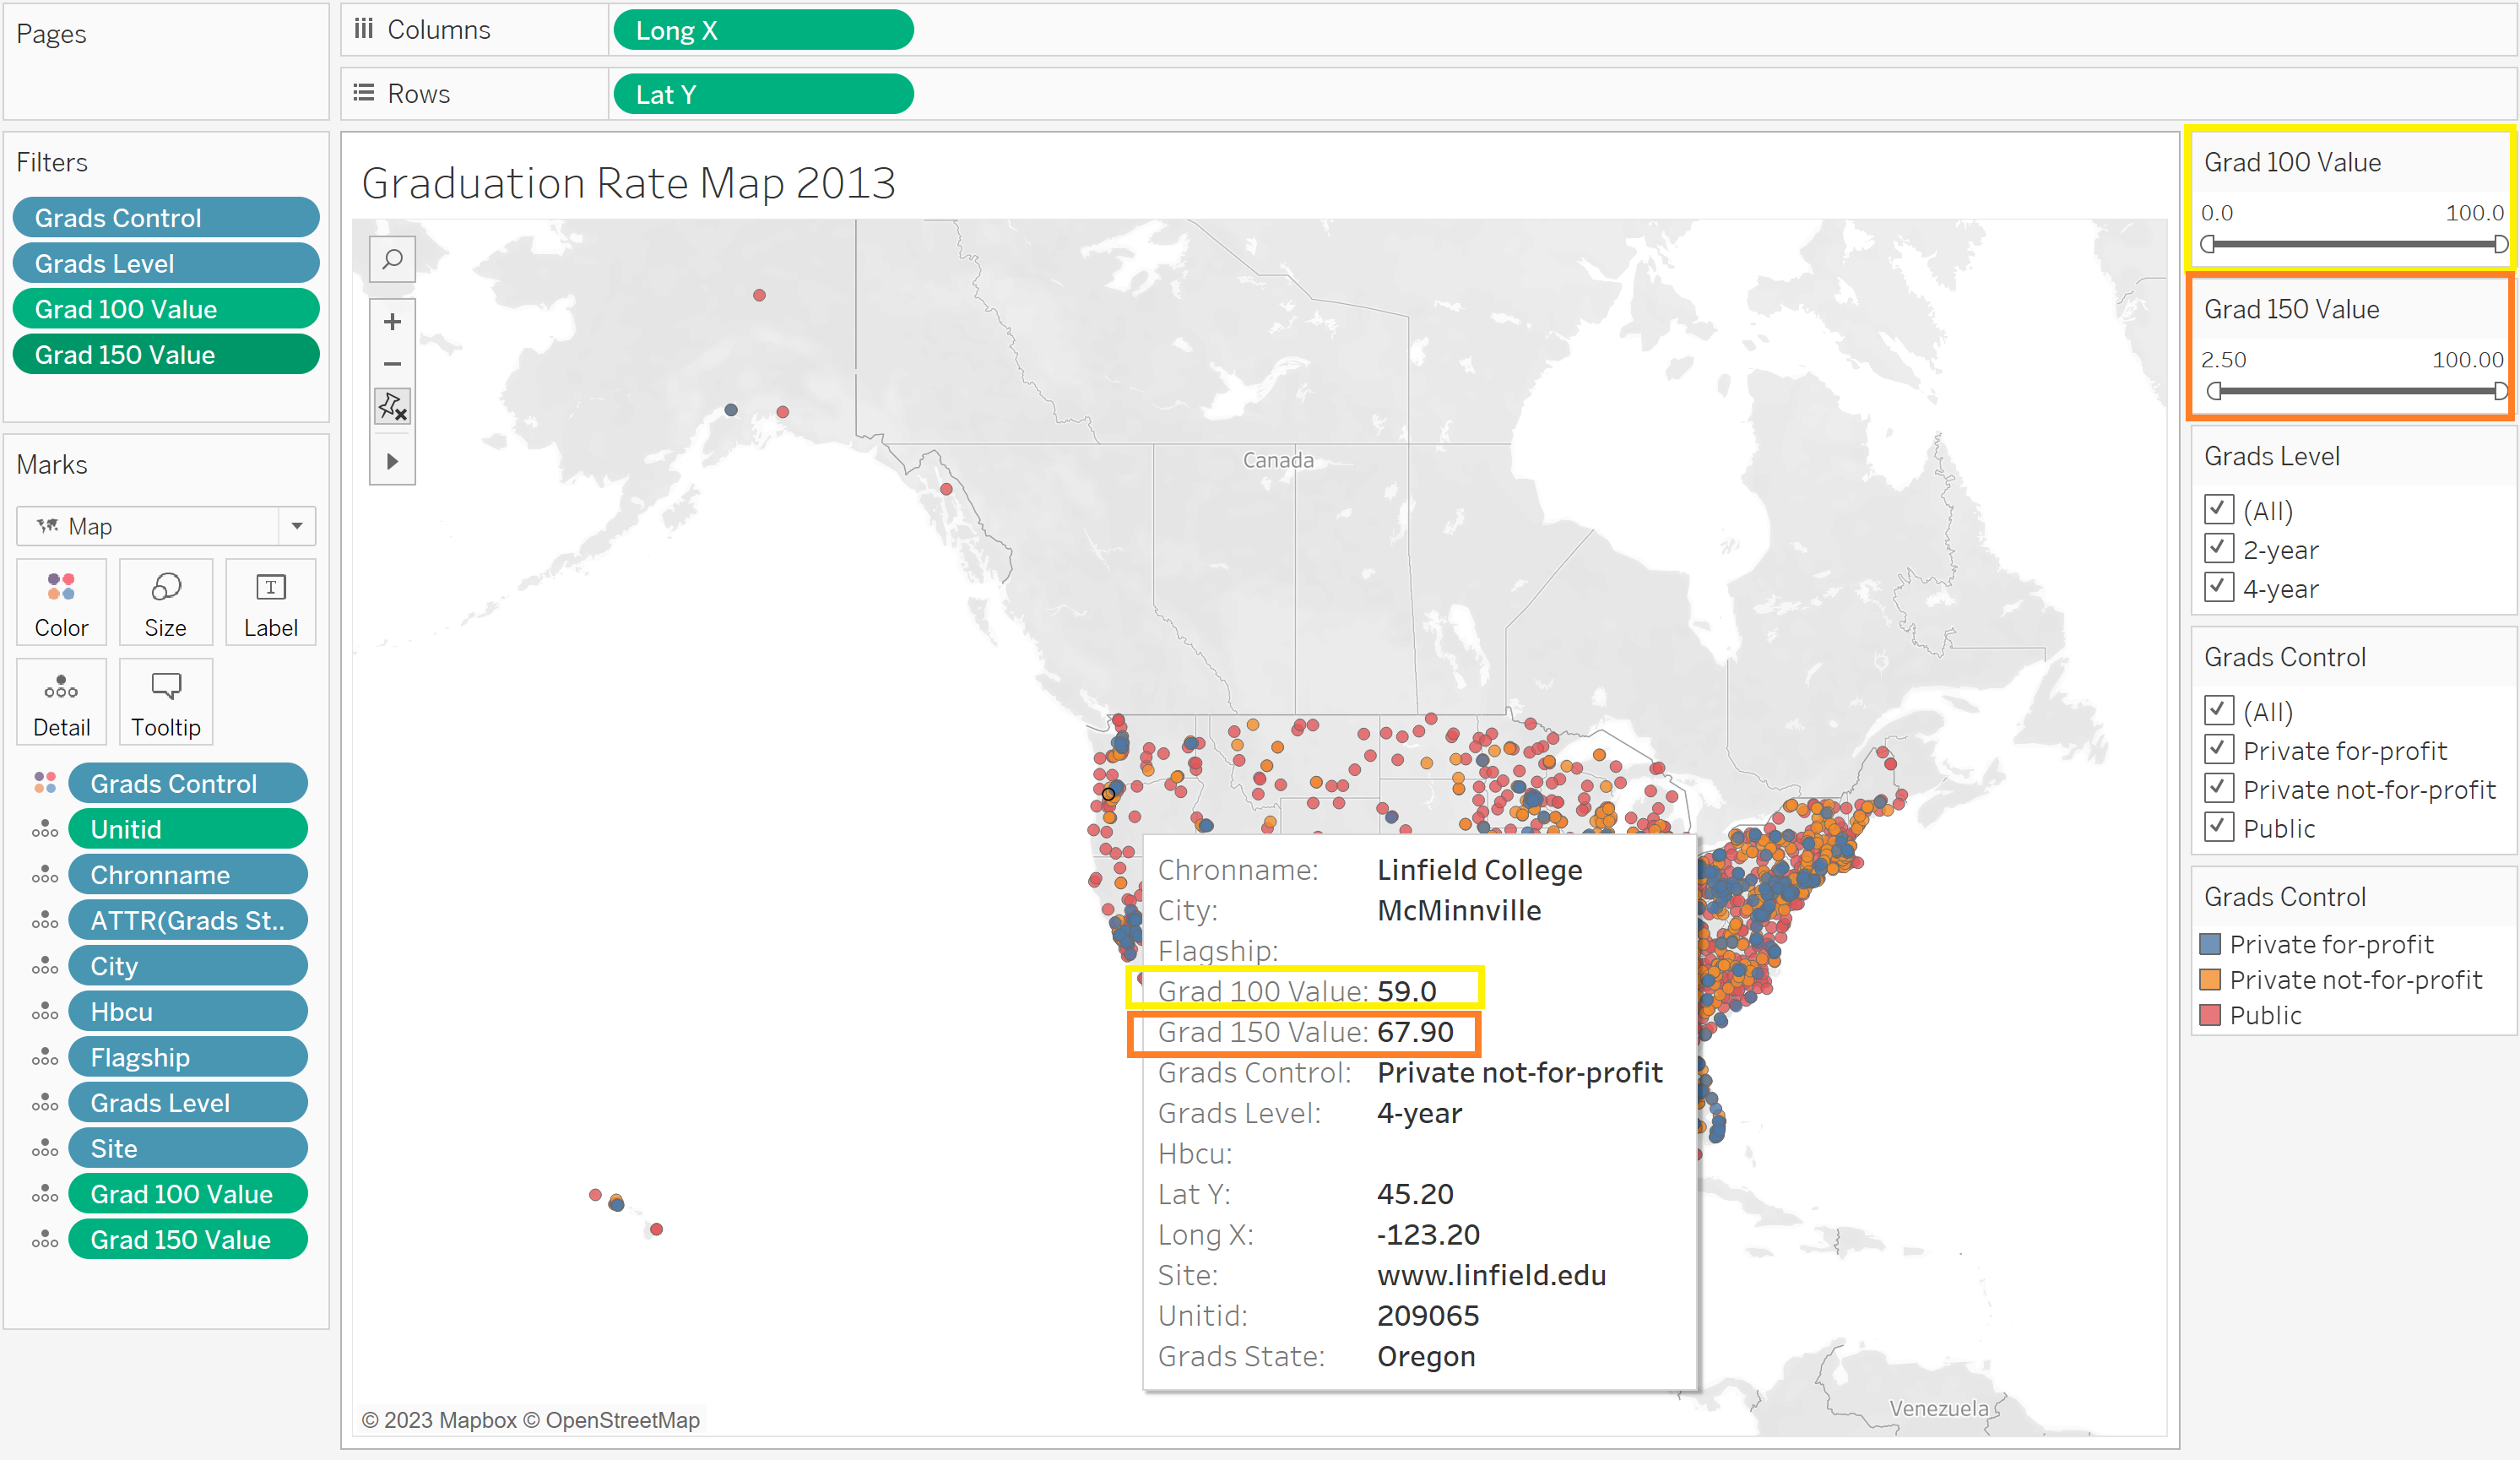 Pages
Columns
Long X
Rows
Lat Y
Filters
Grads Control
Grads Level
Grad 100 Value
Grad 150 Value
Marks
Map
Color
Size
Label
Detail
Tooltip
Grads Control
Unitid
Chronname
ATTR(Grads St..
City
Hbcu
Flagship
Grads Level
Site
Grad 100 Value
Grad 150 Value
Graduation Rate Map 2013
Canada
Chronname: Linfield College
City: McMinnville
Flagship:
Grad 100 Value: 59.0
Grad 150 Value: 67.90
Grads Control: Private not-for-profit
Grads Level: 4-year
Hbcu:
Lat Y: 45.20
Long X: -123.20
Site: www.linfield.edu
Unitid: 209065
Grads State: Oregon
Venezuela
© 2023 Mapbox © OpenStreetMap
Grad 100 Value
0.0 100.0
Grad 150 Value
2.50 100.00
Grads Level
(All)
2-year
4-year
Grads Control
(All)
Private for-profit
Private not-for-profit
Public
Grads Control
Private for-profit
Private not-for-profit
Public